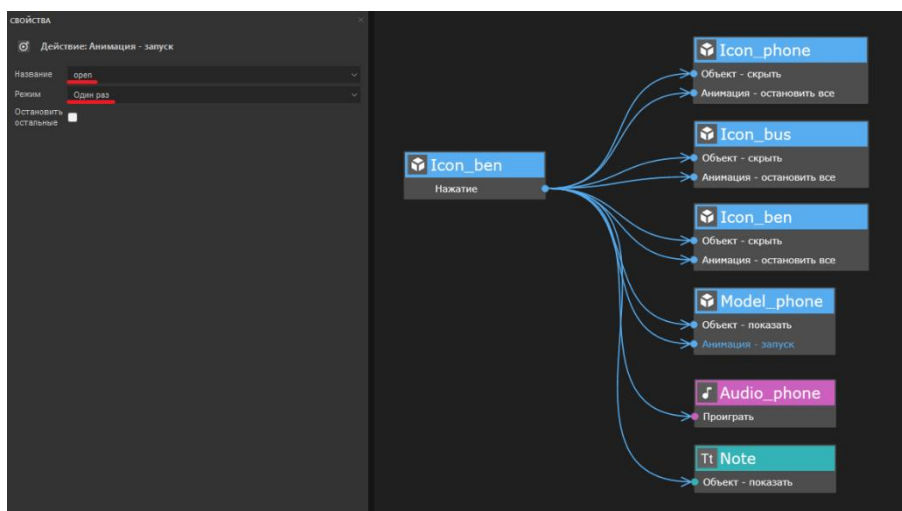 СВОЙСТВА
Действие: Анимация - запуск
Название open
Режим Один раз
Остановить
остальные
Icon_ben
Нажатие
Icon_phone
Объект - скрыть
Анимация - остановить все
Icon_bus
Объект - скрыть
Анимация - остановить все
Icon_ben
Объект - скрыть
Анимация - остановить все
Model_phone
Объект - показать
Анимация - запуск
Audio_phone
Проиграть
Tt Note
Объект - показать